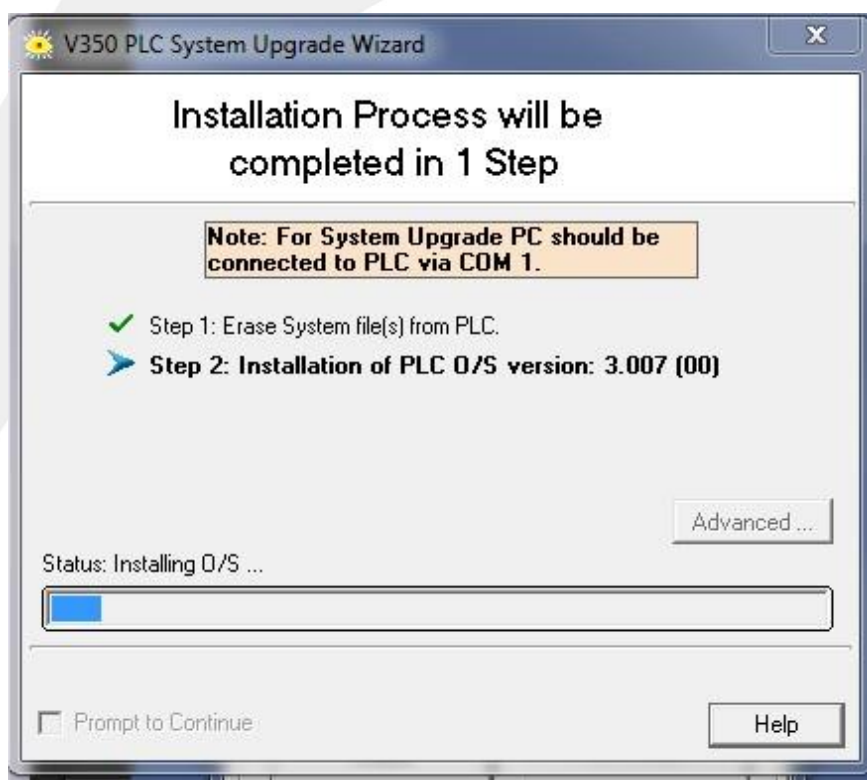 V350 PLC System Upgrade Wizard
Installation Process will be
completed in 1 Step
Note: For System Upgrade PC should be
connected to PLC via COM 1.
Step 1: Erase System file(s) from PLC.
Step 2: Installation of PLC O/S version: 3.007 (00)
Advanced ...
Status: Installing O/S ...
Prompt to Continue
Help